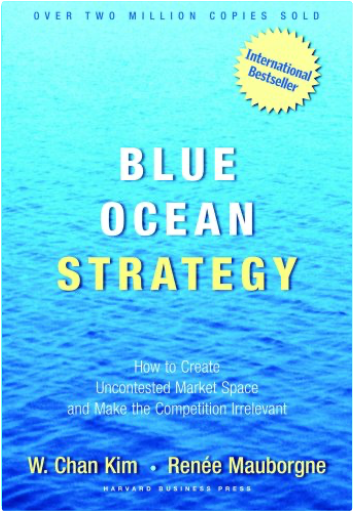 OVER TWO MILLION COPIES SOLD
International
Bestseller
BLUE
OCEAN
STRATEGY
How to Create
Uncontested Market Space
and Make the Competition Irrelevant
W. Chan Kim • Renée Mauborgne
HARVARD BUSINESS PRESS